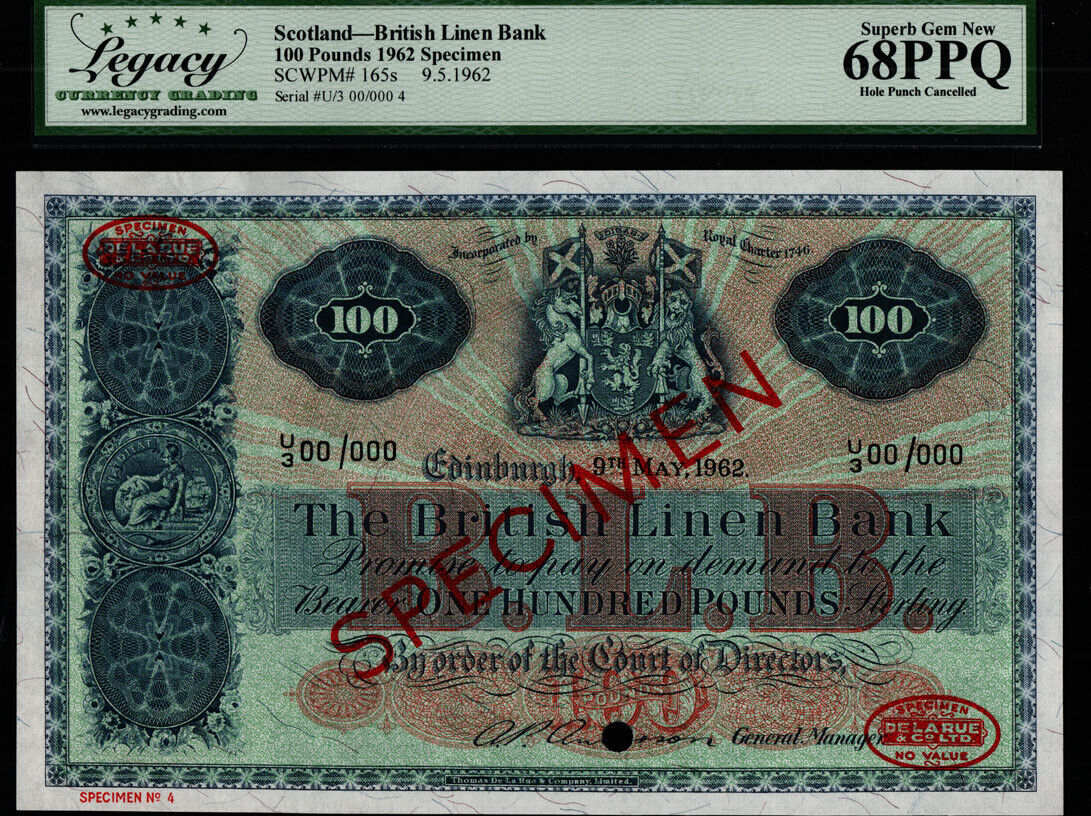 Legacy
CURRENCY GRADING
www.legacygrading.com
Scotland—British Linen Bank
100 Pounds 1962 Specimen
SCWPM# 165s 9.5.1962
Serial #U/3 00/000 4
Superb Gem New
68PPQ
Hole Punch Cancelled
SPECIMEN
DE LA RUE
NO VALUE
Incorporated by
Royal Charter 1746
100
100
U/3 00/000
U/3 00/000
Edinburgh, 9TH MAY, 1962.
B.L.B.
The British Linen Bank
Promise to pay on demand to the
Bearer ONE HUNDRED POUNDS Sterling
By order of the Court of Directors,
SPECIMEN
100
General Manager
SPECIMEN
DE LA RUE
& CO LTD.
NO VALUE
Thomas De La Rue & Company, Limited.
SPECIMEN Nº 4